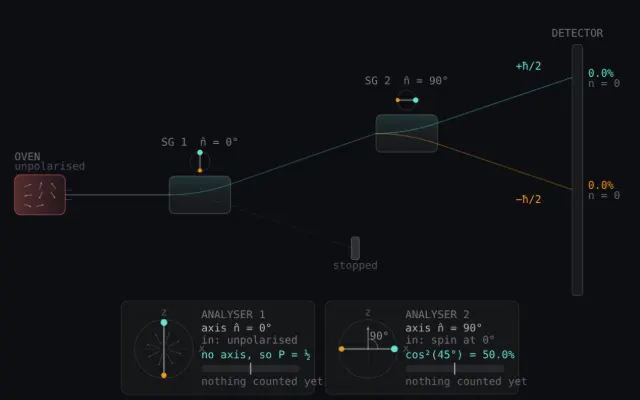 DETECTOR
+ħ/2
0.0%
n = 0
SG 2  n̂ = 90°
SG 1  n̂ = 0°
OVEN
unpolarised
0.0%
n = 0
−ħ/2
stopped
z
ANALYSER 1
axis n̂ = 0°
in: unpolarised
no axis, so P = ½
nothing counted yet
x
z
90°
x
ANALYSER 2
axis n̂ = 90°
in: spin at 0°
cos²(45°) = 50.0%
nothing counted yet